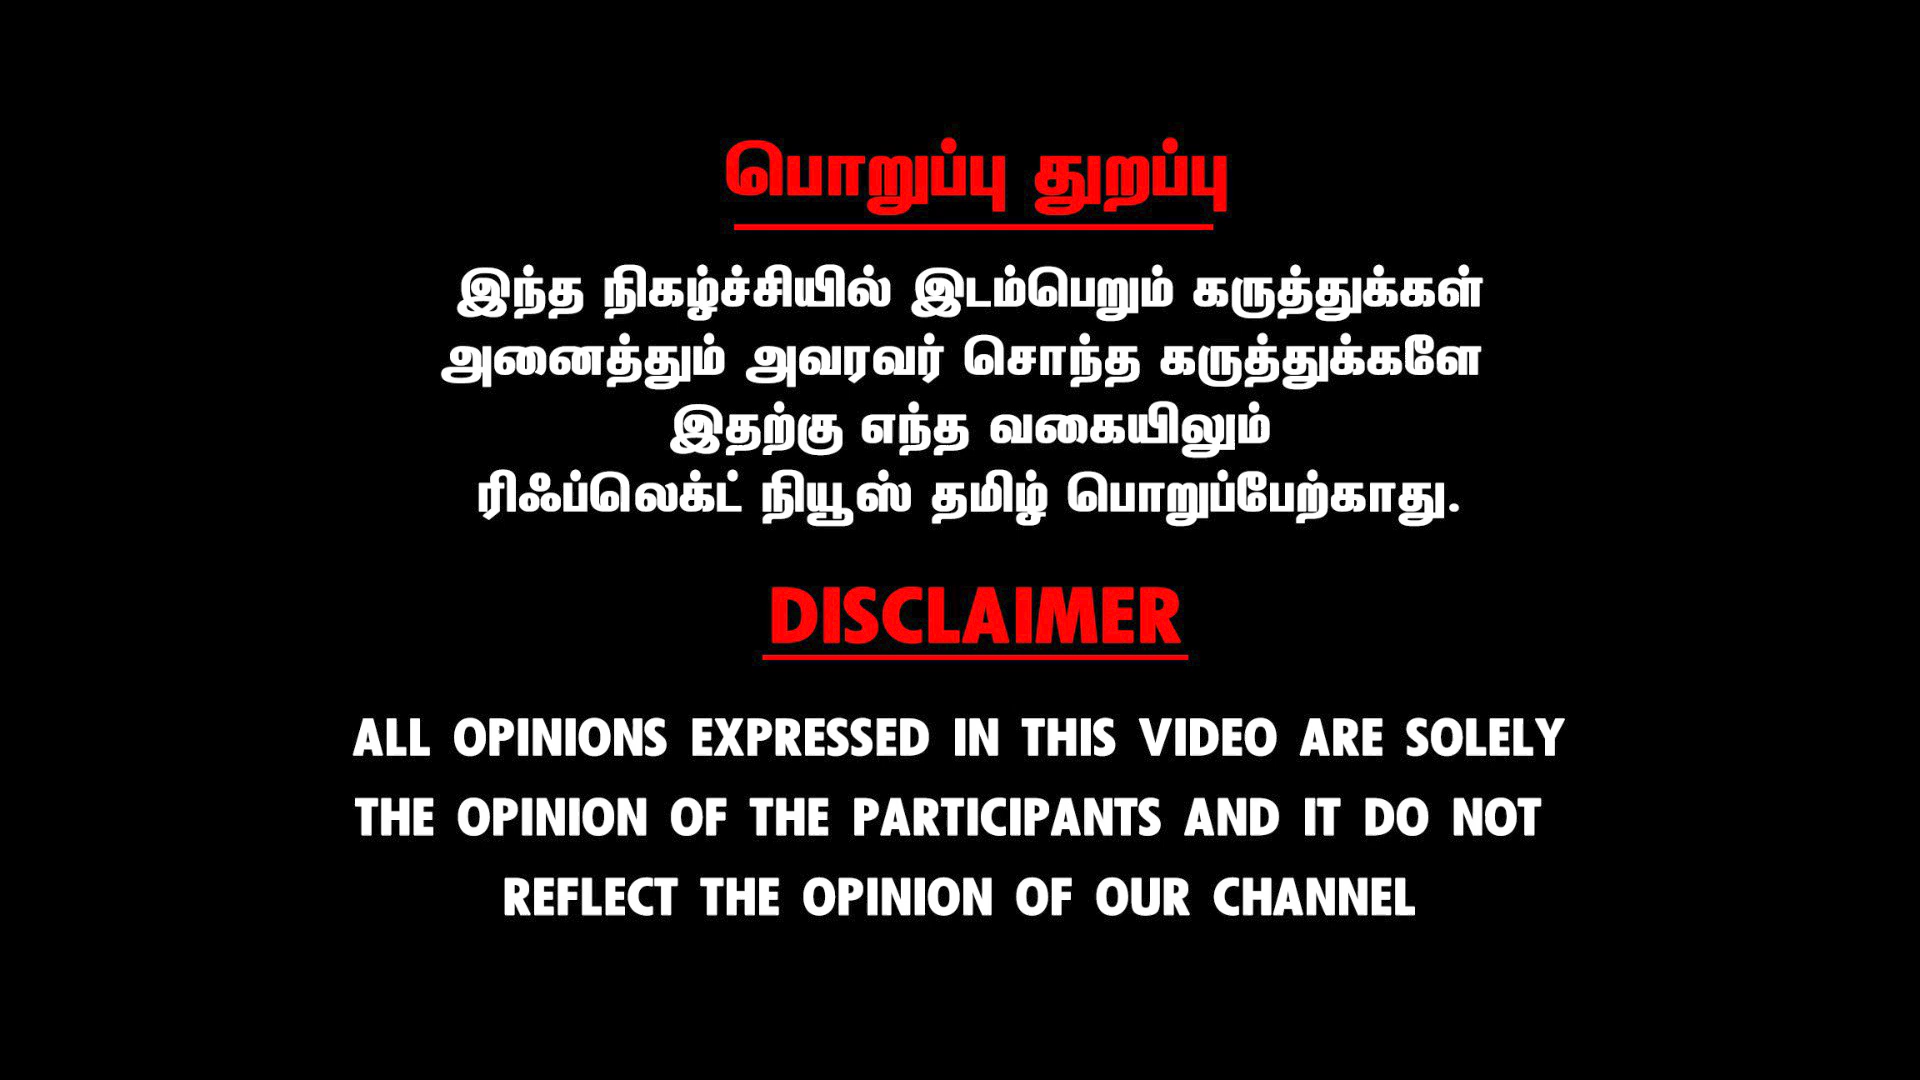 பொறுப்பு துறப்பு
இந்த நிகழ்ச்சியில் இடம்பெறும் கருத்துக்கள்
அனைத்தும் அவரவர் சொந்த கருத்துக்களே
இதற்கு எந்த வகையிலும்
ரிஃப்லெக்ட் நியூஸ் தமிழ் பொறுப்பேற்காது.
DISCLAIMER
ALL OPINIONS EXPRESSED IN THIS VIDEO ARE SOLELY
THE OPINION OF THE PARTICIPANTS AND IT DO NOT
REFLECT THE OPINION OF OUR CHANNEL